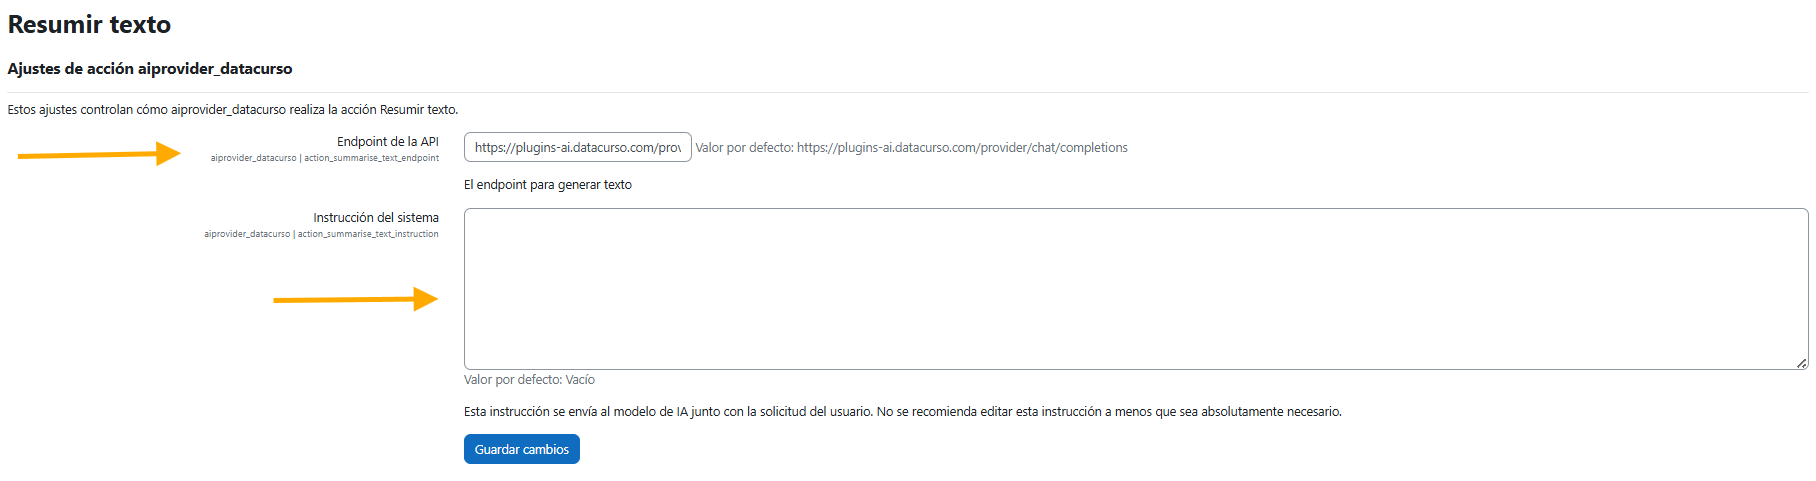 Resumir texto
Ajustes de acción aiprovider_datacurso
Estos ajustes controlan cómo aiprovider_datacurso realiza la acción Resumir texto.
Endpoint de la API
aiprovider_datacurso | action_summarise_text_endpoint
https://plugins-ai.datacurso.com/prov Valor por defecto: https://plugins-ai.datacurso.com/provider/chat/completions
El endpoint para generar texto
Instrucción del sistema
aiprovider_datacurso | action_summarise_text_instruction
Valor por defecto: Vacío
Esta instrucción se envía al modelo de IA junto con la solicitud del usuario. No se recomienda editar esta instrucción a menos que sea absolutamente necesario.
Guardar cambios